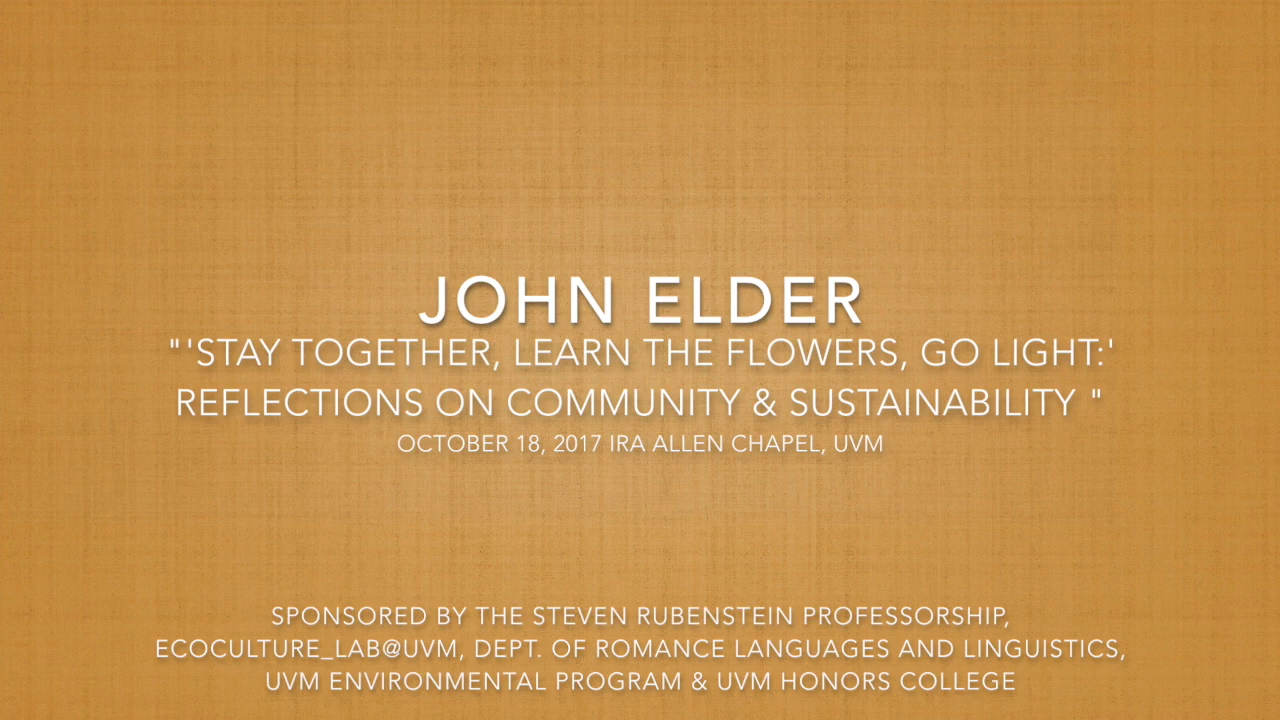 JOHN ELDER
"'STAY TOGETHER, LEARN THE FLOWERS, GO LIGHT:'
REFLECTIONS ON COMMUNITY & SUSTAINABILITY "
OCTOBER 18, 2017 IRA ALLEN CHAPEL, UVM
SPONSORED BY THE STEVEN RUBENSTEIN PROFESSORSHIP,
ECOCULTURE_LAB@UVM, DEPT. OF ROMANCE LANGUAGES AND LINGUISTICS,
UVM ENVIRONMENTAL PROGRAM & UVM HONORS COLLEGE